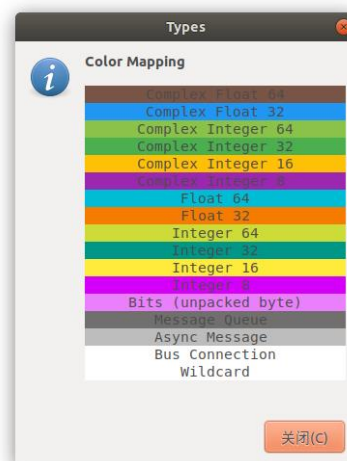 Types
Color Mapping
Complex Float 64
Complex Float 32
Complex Integer 64
Complex Integer 32
Complex Integer 16
Complex Integer 8
Float 64
Float 32
Integer 64
Integer 32
Integer 16
Integer 8
Bits (unpacked byte)
Message Queue
Async Message
Bus Connection
Wildcard
关闭(C)